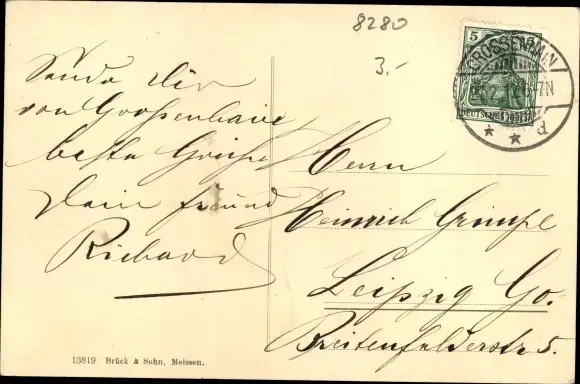 8280
3.-
5
GROSSENHAIN
DEUTSCHES REICH
* * d
Sende Dir
von Großenhain
beste Grüße
Dein Freund
Richard
Herrn
Heinrich Grimpe
Leipzig Go.
Breitenfelderstr 5.
13819 Brück & Sohn, Meissen.